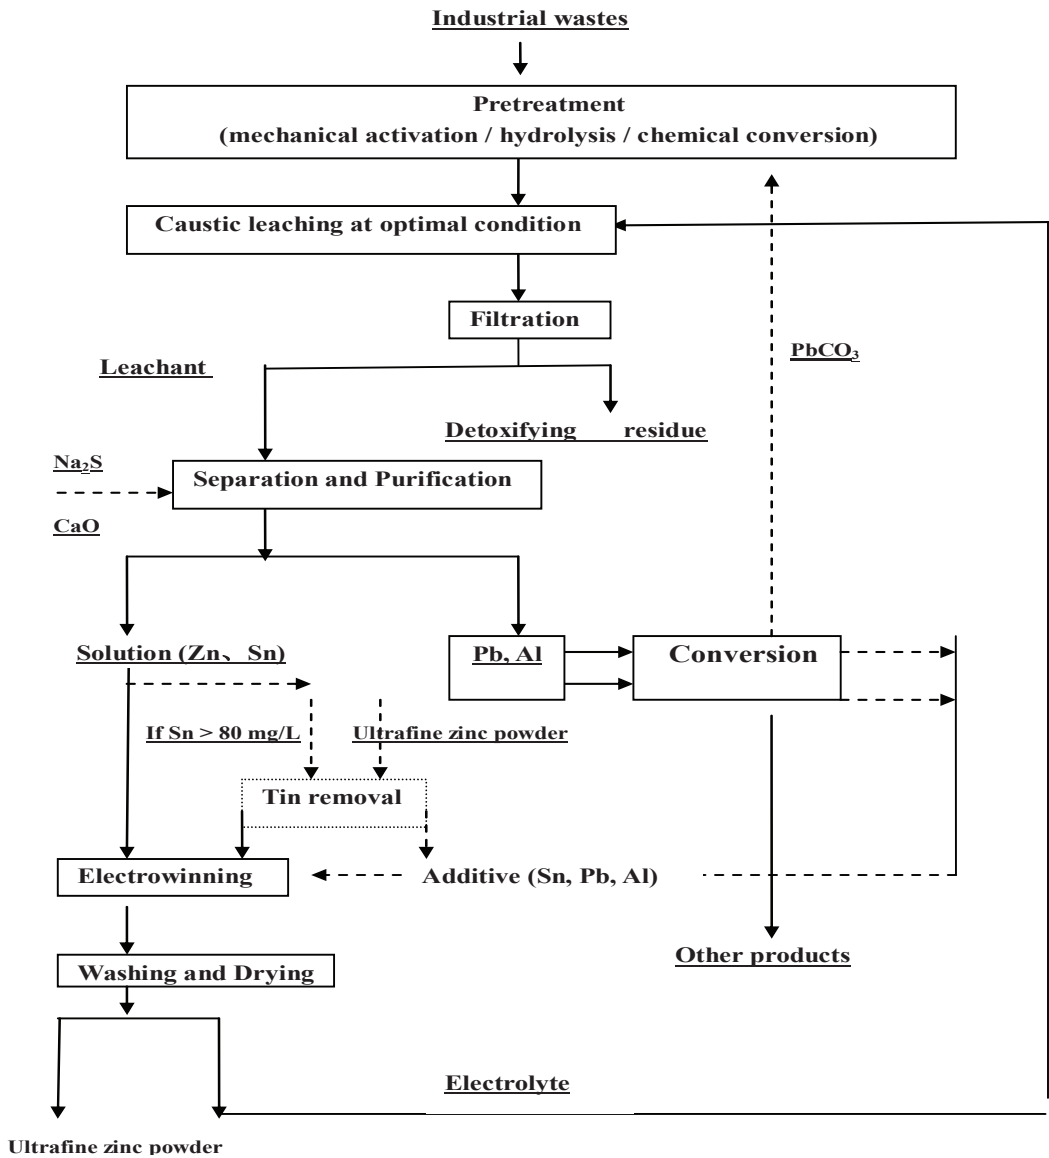 Industrial wastes
Pretreatment
(mechanical activation / hydrolysis / chemical conversion)
Caustic leaching at optimal condition
Filtration
PbCO₃
Leachant
Detoxifying residue
Na₂S
Separation and Purification
CaO
Solution (Zn、Sn)
Pb, Al
Conversion
If Sn > 80 mg/L
Ultrafine zinc powder
Tin removal
Electrowinning
Additive (Sn, Pb, Al)
Other products
Washing and Drying
Electrolyte
Ultrafine zinc powder